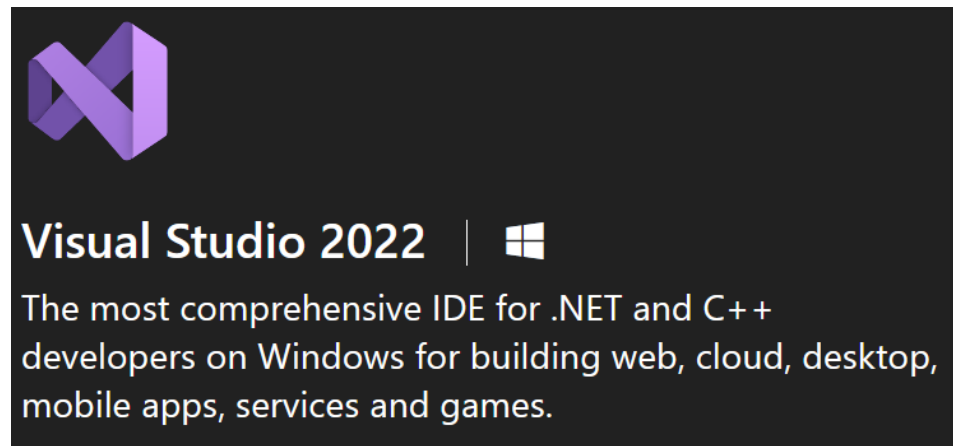 Visual Studio 2022
The most comprehensive IDE for .NET and C++
developers on Windows for building web, cloud, desktop,
mobile apps, services and games.